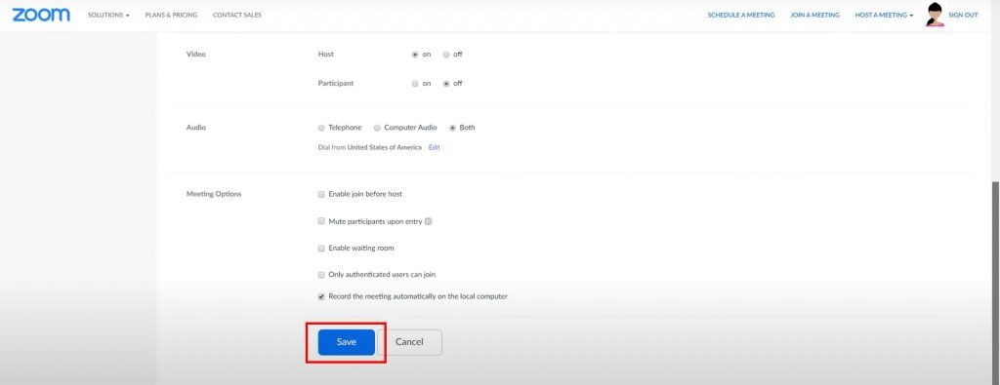 zoom SOLUTIONS PLANS & PRICING CONTACT SALES SCHEDULE A MEETING JOIN A MEETING HOST A MEETING SIGN OUT
Video Host on off
Participant on off
Audio Telephone Computer Audio Both
Dial from United States of America Edit
Meeting Options Enable join before host
Mute participants upon entry
Enable waiting room
Only authenticated users can join
Record the meeting automatically on the local computer
Save Cancel